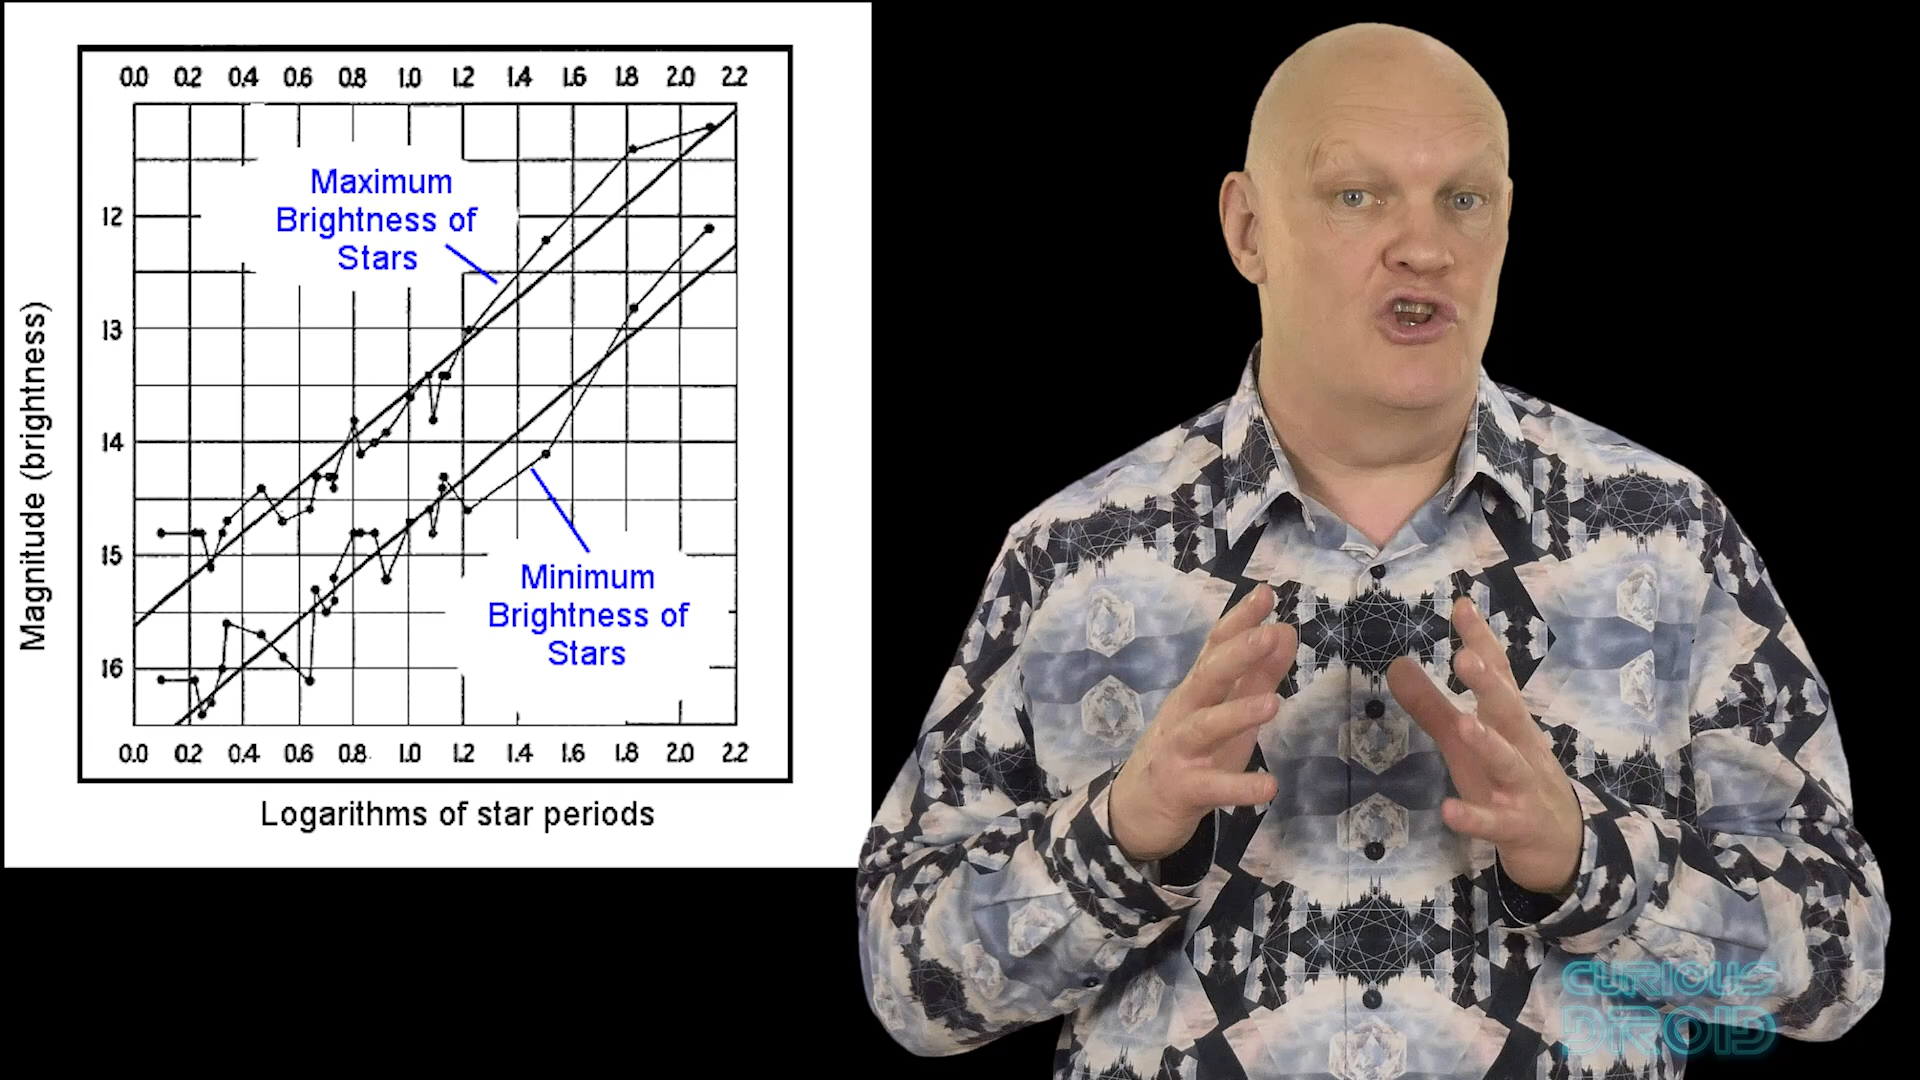 0.0 0.2 0.4 0.6 0.8 1.0 1.2 1.4 1.6 1.8 2.0 2.2
Maximum
Brightness of
Stars
12
13
14
15
16
Magnitude (brightness)
Minimum
Brightness of
Stars
0.0 0.2 0.4 0.6 0.8 1.0 1.2 1.4 1.6 1.8 2.0 2.2
Logarithms of star periods
CURIOUS
DROID